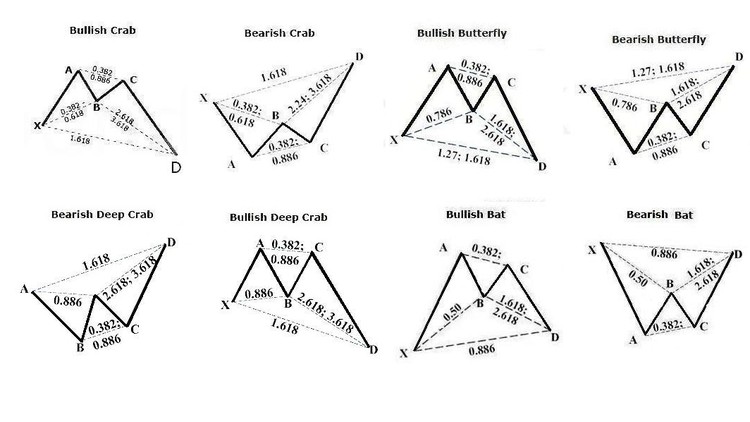 Bullish Crab
A
0.382
0.886
C
0.382
0.618
B
2.618
3.618
X
1.618
D
Bearish Crab
D
1.618
X
0.382;
0.618
2.24; 3.618
B
0.382;
0.886
A
C
Bullish Butterfly
A
0.382;
0.886
C
0.786
B
1.618;
2.618
X
1.27; 1.618
D
Bearish Butterfly
D
1.27; 1.618
X
0.786
B
1.618;
2.618
0.382;
0.886
C
A
Bearish Deep Crab
D
1.618
A
0.886
2.618; 3.618
0.382;
0.886
C
B
Bullish Deep Crab
A
0.382;
0.886
C
0.886
B
X
2.618; 3.618
1.618
D
Bullish Bat
A
0.382;
C
0.50
B
1.618;
2.618
X
0.886
D
Bearish Bat
X
0.886
D
0.50
B
1.618;
2.618
0.382;
A
C